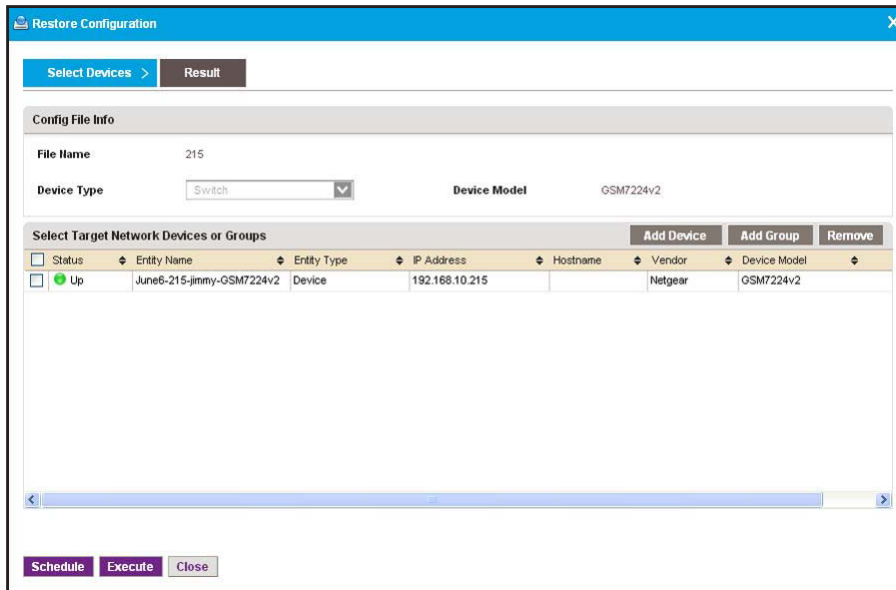 Restore Configuration
X
Select Devices >
Result
Config File Info
File Name 215
Device Type Switch Device Model GSM7224v2
Select Target Network Devices or Groups Add Device Add Group Remove
Status Entity Name Entity Type IP Address Hostname Vendor Device Model
Up June6-215-jimmy-GSM7224v2 Device 192.168.10.215 Netgear GSM7224v2
Schedule Execute Close